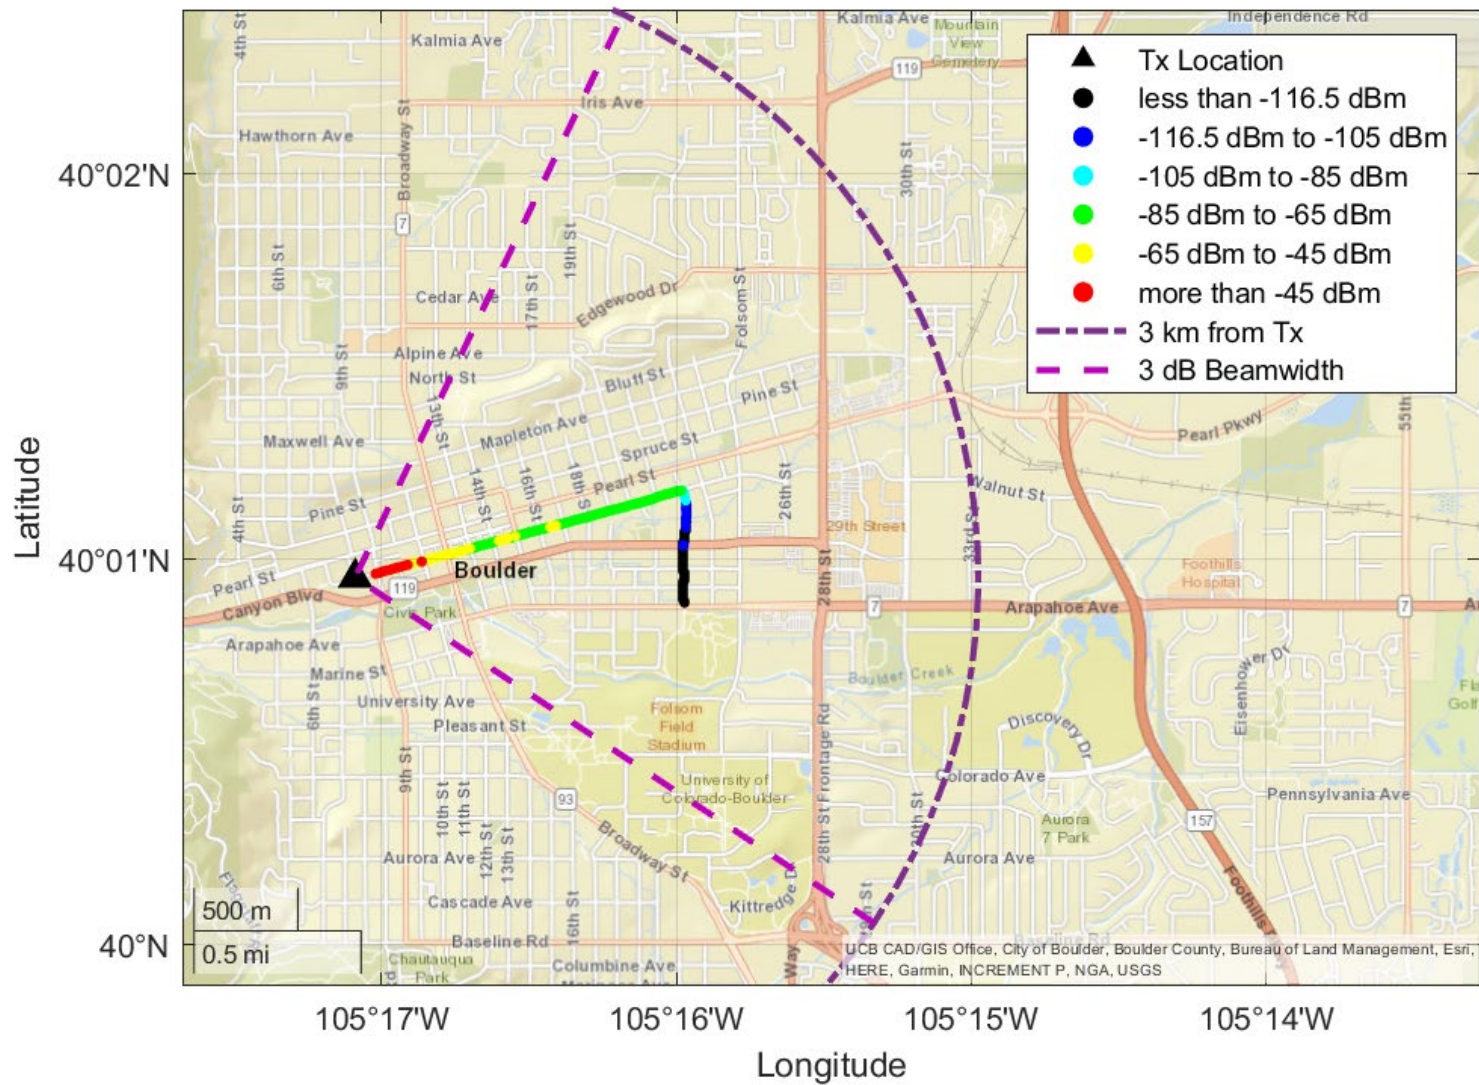 Kalmia Ave
Independence Rd
4th St
Kalmia Ave
Mountain
View
Cemetery
119
Tx Location
less than -116.5 dBm
-116.5 dBm to -105 dBm
-105 dBm to -85 dBm
-85 dBm to -65 dBm
-65 dBm to -45 dBm
more than -45 dBm
3 km from Tx
3 dB Beamwidth
Iris Ave
Hawthorn Ave
Broadway St
30th St
40°02'N
7
6th St
19th St
17th St
Cedar Ave
Edgewood Dr
Folsom St
Alpine Ave
9th St
North St
Bluff St
Pine St
13th St
Mapleton Ave
Maxwell Ave
Spruce St
Pearl Pkwy
55th
14th St
16th St
18th S
Pearl St
26th St
Walnut St
Pine St
4th St
29th Street
33rd St
Latitude
40°01'N
Boulder
Pearl St
119
Canyon Blvd
Civic Park
28th St
Foothills
Hospital
7
Arapahoe Ave
7
Arapahoe Ave
Marine St
6th St
University Ave
Pleasant St
Boulder Creek
Folsom
Field
Stadium
Eisenhower Dr
Discovery Dr
9th St
10th St
11th St
12th St
13th St
University of
Colorado-Boulder
28th St Frontage Rd
Colorado Ave
Pennsylvania Ave
93
Broadway St
30th St
Aurora
7 Park
157
Aurora Ave
Aurora Ave
Cascade Ave
16th St
Kittredge Dr
500 m
0.5 mi
40°N
Baseline Rd
Baseline Rd
Chautauqua
Park
Columbine Ave
Way
UCB CAD/GIS Office, City of Boulder, Boulder County, Bureau of Land Management, Esri,
HERE, Garmin, INCREMENT P, NGA, USGS
105°17'W
105°16'W
105°15'W
105°14'W
Longitude